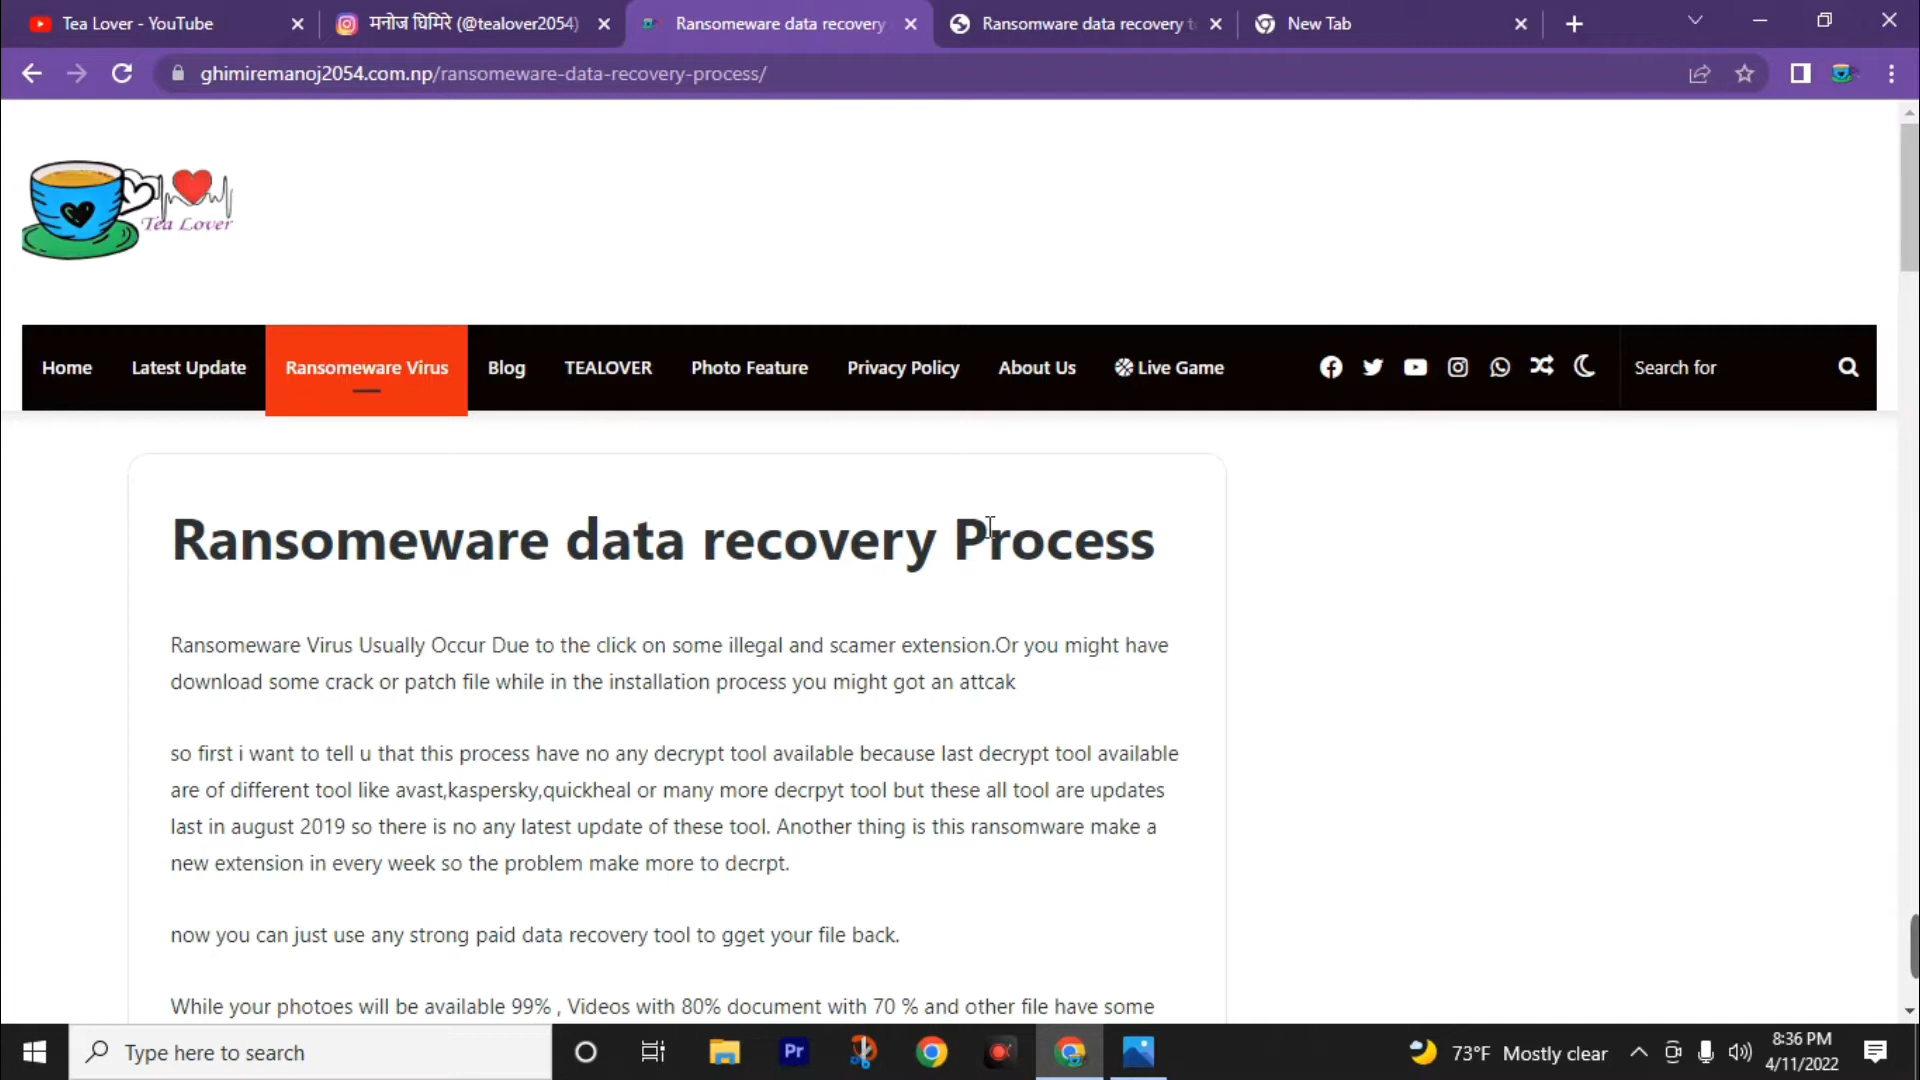 Tea Lover - YouTube
मनोज घिमिरे (@tealover2054)
Ransomeware data recovery
Ransomware data recovery t
New Tab
ghimiremanoj2054.com.np/ransomeware-data-recovery-process/
Tea Lover
Home Latest Update Ransomeware Virus Blog TEALOVER Photo Feature Privacy Policy About Us Live Game Search for
Ransomeware data recovery Process
Ransomeware Virus Usually Occur Due to the click on some illegal and scamer extension.Or you might have
download some crack or patch file while in the installation process you might got an attcak
so first i want to tell u that this process have no any decrypt tool available because last decrypt tool available
are of different tool like avast,kaspersky,quickheal or many more decrpyt tool but these all tool are updates
last in august 2019 so there is no any latest update of these tool. Another thing is this ransomware make a
new extension in every week so the problem make more to decrpt.
now you can just use any strong paid data recovery tool to gget your file back.
While your photoes will be available 99% , Videos with 80% document with 70 % and other file have some
Type here to search
Pr
73°F Mostly clear
8:36 PM
4/11/2022